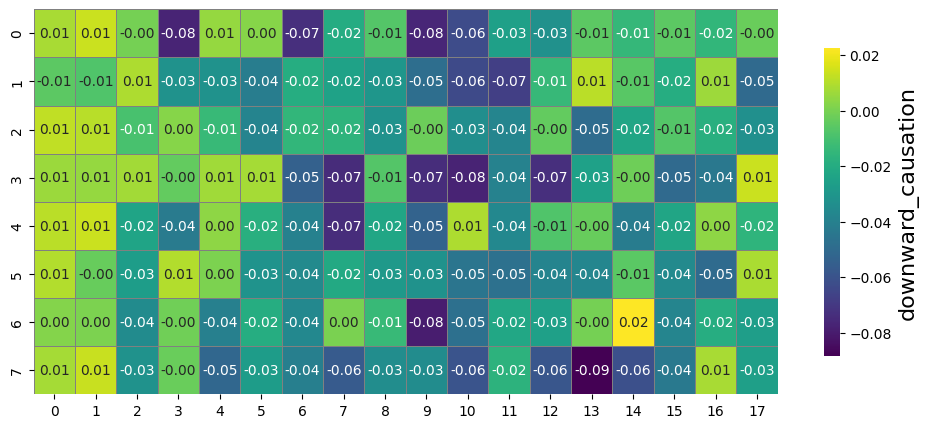 0 0.01 0.01 -0.00 -0.08 0.01 0.00 -0.07 -0.02 -0.01 -0.08 -0.06 -0.03 -0.03 -0.01 -0.01 -0.01 -0.02 -0.00
1 -0.01 -0.01 0.01 -0.03 -0.03 -0.04 -0.02 -0.02 -0.03 -0.05 -0.06 -0.07 -0.01 0.01 -0.01 -0.02 0.01 -0.05
2 0.01 0.01 -0.01 0.00 -0.01 -0.04 -0.02 -0.02 -0.03 -0.00 -0.03 -0.04 -0.00 -0.05 -0.02 -0.01 -0.02 -0.03
3 0.01 0.01 0.01 -0.00 0.01 0.01 -0.05 -0.07 -0.01 -0.07 -0.08 -0.04 -0.07 -0.03 -0.00 -0.05 -0.04 0.01
4 0.01 0.01 -0.02 -0.04 0.00 -0.02 -0.04 -0.07 -0.02 -0.05 0.01 -0.04 -0.01 -0.00 -0.04 -0.02 0.00 -0.02
5 0.01 -0.00 -0.03 0.01 0.00 -0.03 -0.04 -0.02 -0.03 -0.03 -0.05 -0.05 -0.04 -0.04 -0.01 -0.04 -0.05 0.01
6 0.00 0.00 -0.04 -0.00 -0.04 -0.02 -0.04 0.00 -0.01 -0.08 -0.05 -0.02 -0.03 -0.00 0.02 -0.04 -0.02 -0.03
7 0.01 0.01 -0.03 -0.00 -0.05 -0.03 -0.04 -0.06 -0.03 -0.03 -0.06 -0.02 -0.06 -0.09 -0.06 -0.04 0.01 -0.03
0 1 2 3 4 5 6 7 8 9 10 11 12 13 14 15 16 17
0.02
0.00
−0.02
−0.04
−0.06
−0.08
downward_causation